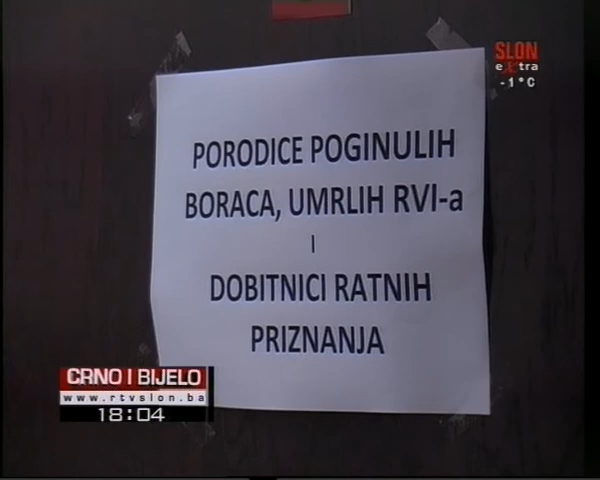 SLON
extra
-1°C
PORODICE POGINULIH
BORACA, UMRLIH RVI-a
I
DOBITNICI RATNIH
PRIZNANJA
CRNO I BIJELO
www.rtvslon.ba
18:04